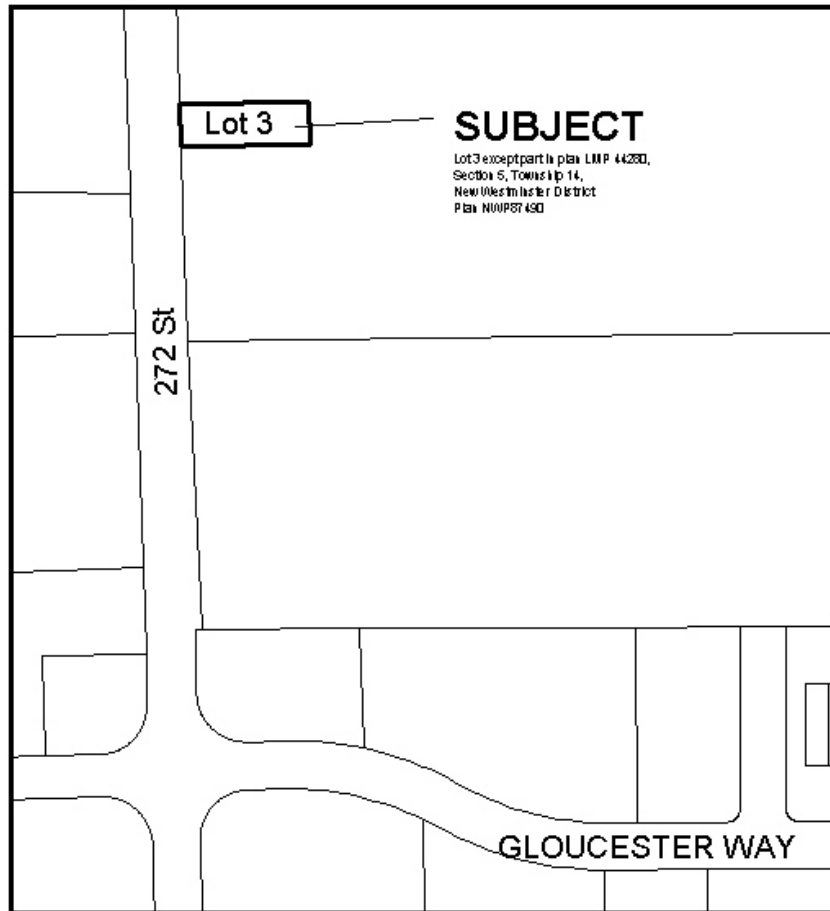 Lot 3
SUBJECT
Lot 3 except part in plan LMP 44280,
Section 5, Township 14,
New Westminster District
Plan NWP87490
272 St
GLOUCESTER WAY